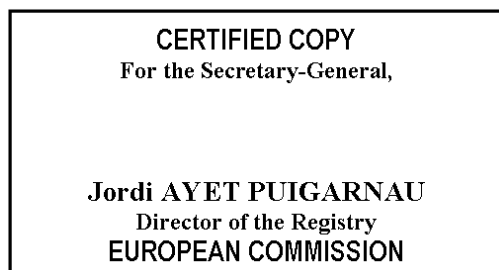 CERTIFIED COPY
For the Secretary-General,
Jordi AYET PUIGARNAU
Director of the Registry
EUROPEAN COMMISSION